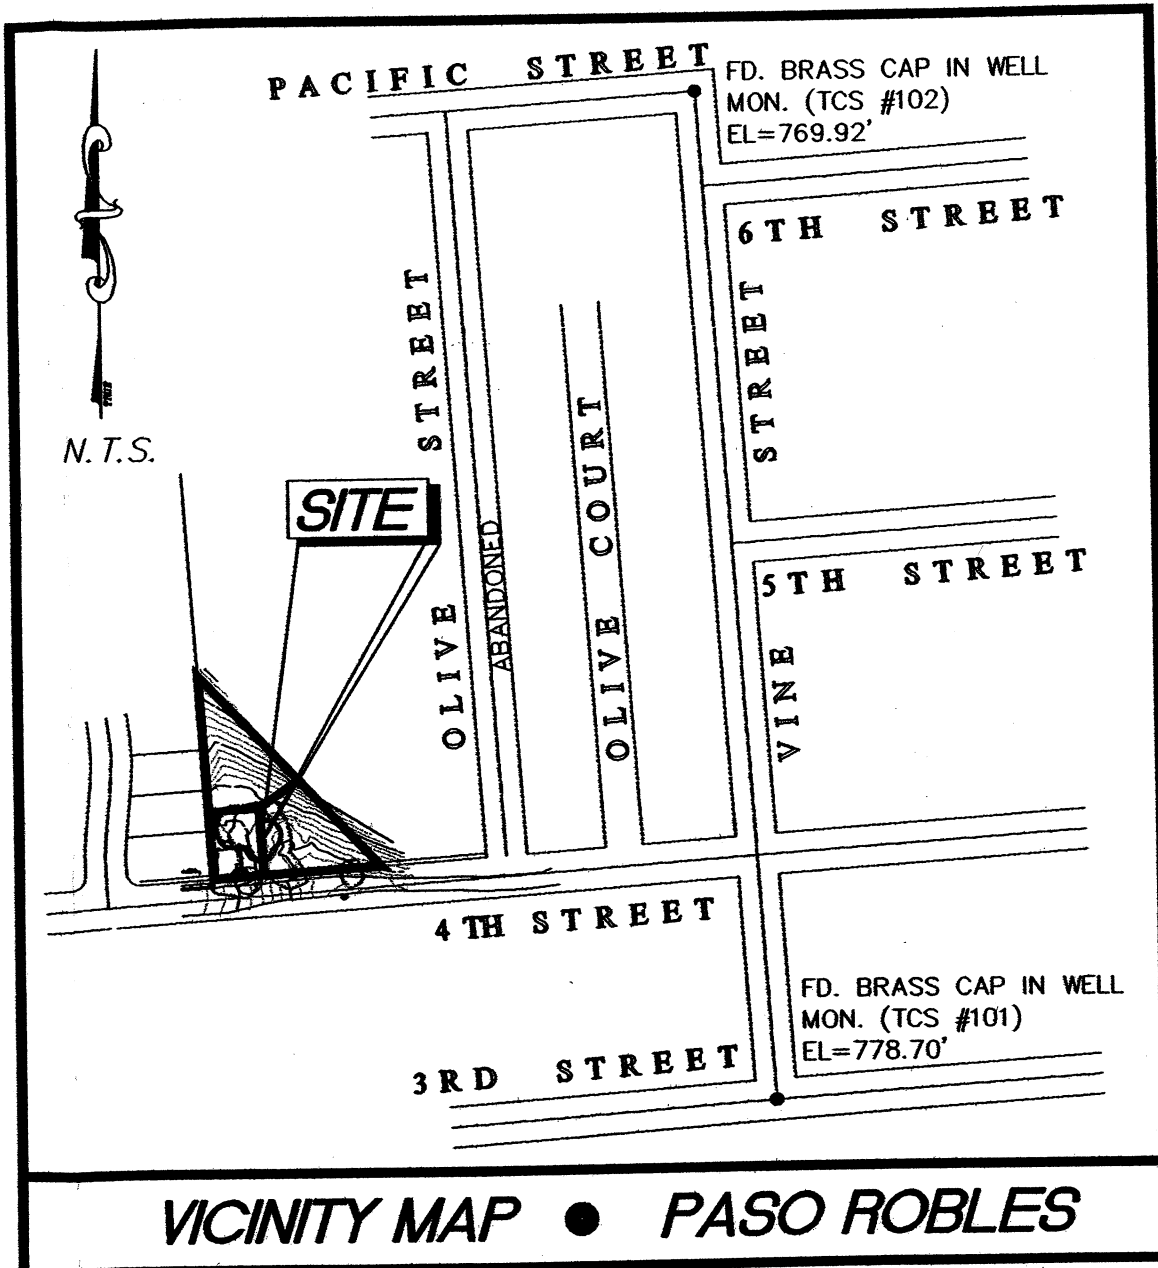 PACIFIC STREET
FD. BRASS CAP IN WELL
MON. (TCS #102)
EL=769.92'
6TH STREET
N.T.S.
SITE
OLIVE STREET
ABANDONED
OLIVE COURT
VINE STREET
5TH STREET
4TH STREET
FD. BRASS CAP IN WELL
MON. (TCS #101)
EL=778.70'
3RD STREET
VICINITY MAP ● PASO ROBLES